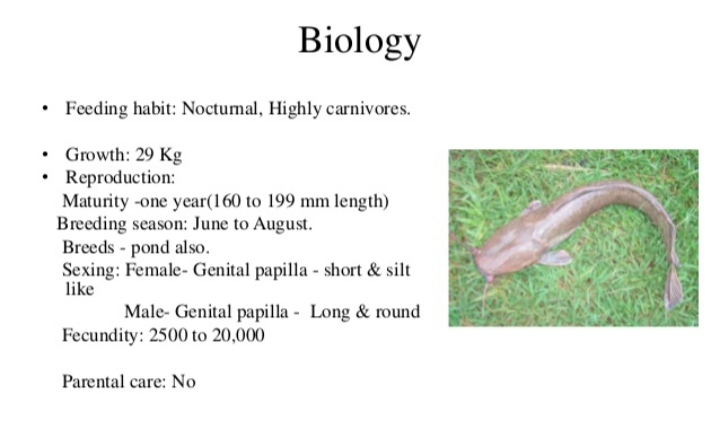 Biology
• Feeding habit: Nocturnal, Highly carnivores.
• Growth: 29 Kg
• Reproduction:
Maturity -one year(160 to 199 mm length)
Breeding season: June to August.
Breeds - pond also.
Sexing: Female- Genital papilla - short & silt
like
Male- Genital papilla - Long & round
Fecundity: 2500 to 20,000
Parental care: No